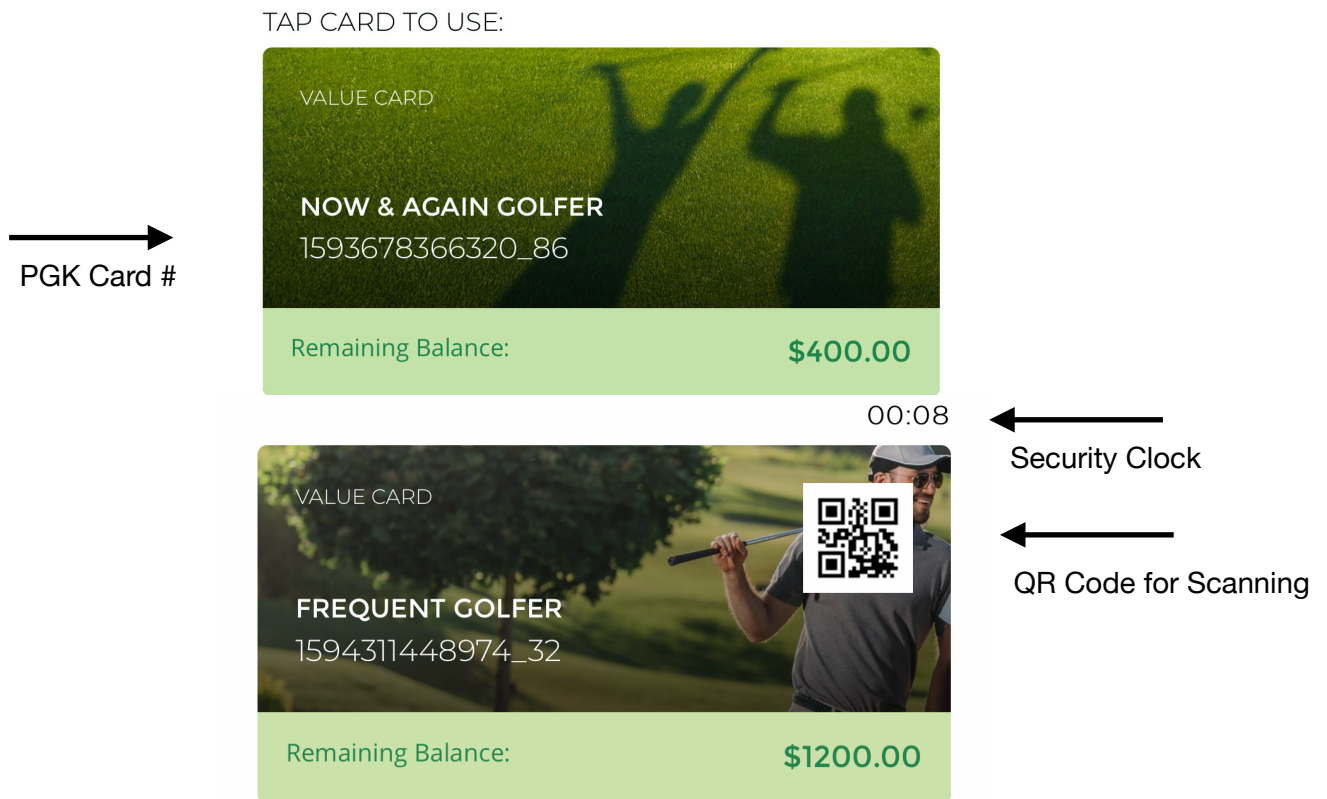 TAP CARD TO USE:
VALUE CARD
NOW & AGAIN GOLFER
1593678366320_86
PGK Card #
Remaining Balance:
$400.00
00:08
Security Clock
VALUE CARD
QR Code for Scanning
FREQUENT GOLFER
1594311448974_32
Remaining Balance:
$1200.00